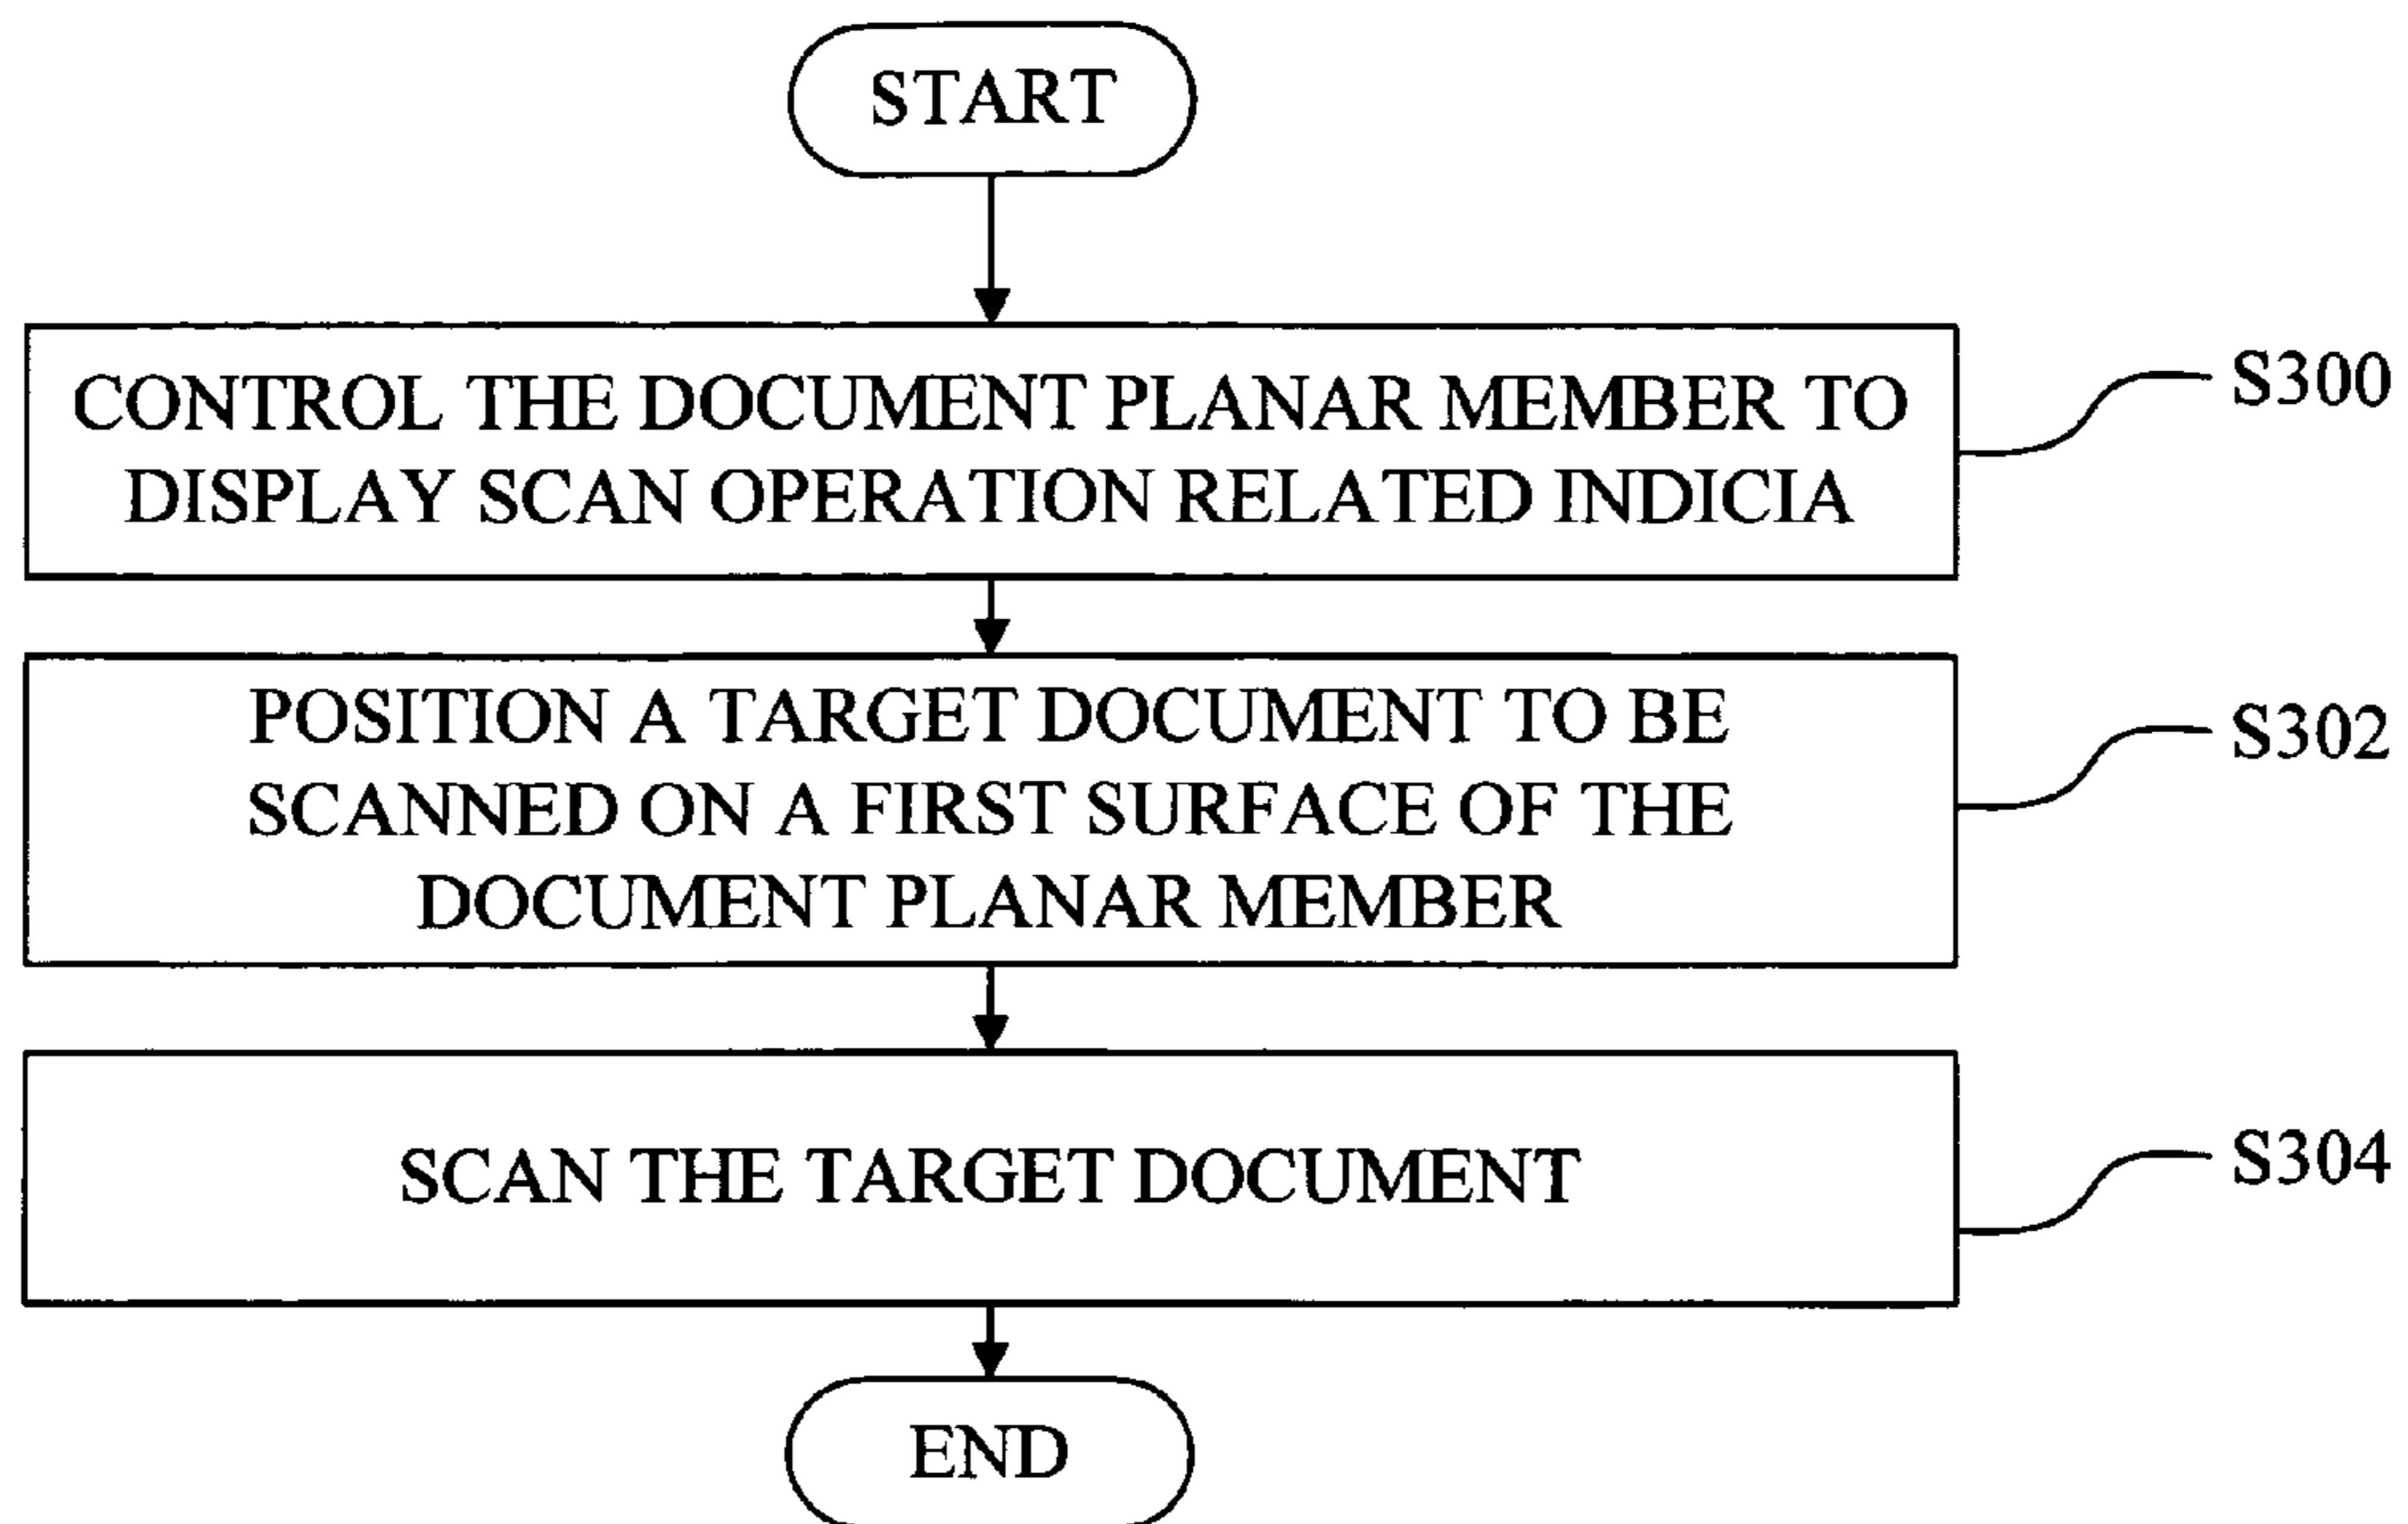 START
CONTROL THE DOCUMENT PLANAR MEMBER TO
DISPLAY SCAN OPERATION RELATED INDICIA
S300
POSITION A TARGET DOCUMENT TO BE
SCANNED ON A FIRST SURFACE OF THE
DOCUMENT PLANAR MEMBER
S302
SCAN THE TARGET DOCUMENT
S304
END